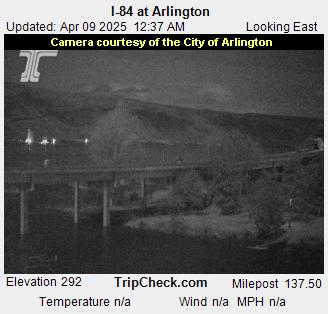 I-84 at Arlington
Updated: Apr 09 2025 12:37 AM Looking East
Camera courtesy of the City of Arlington
Elevation 292 TripCheck.com Milepost 137.50
Temperature n/a Wind n/a MPH n/a